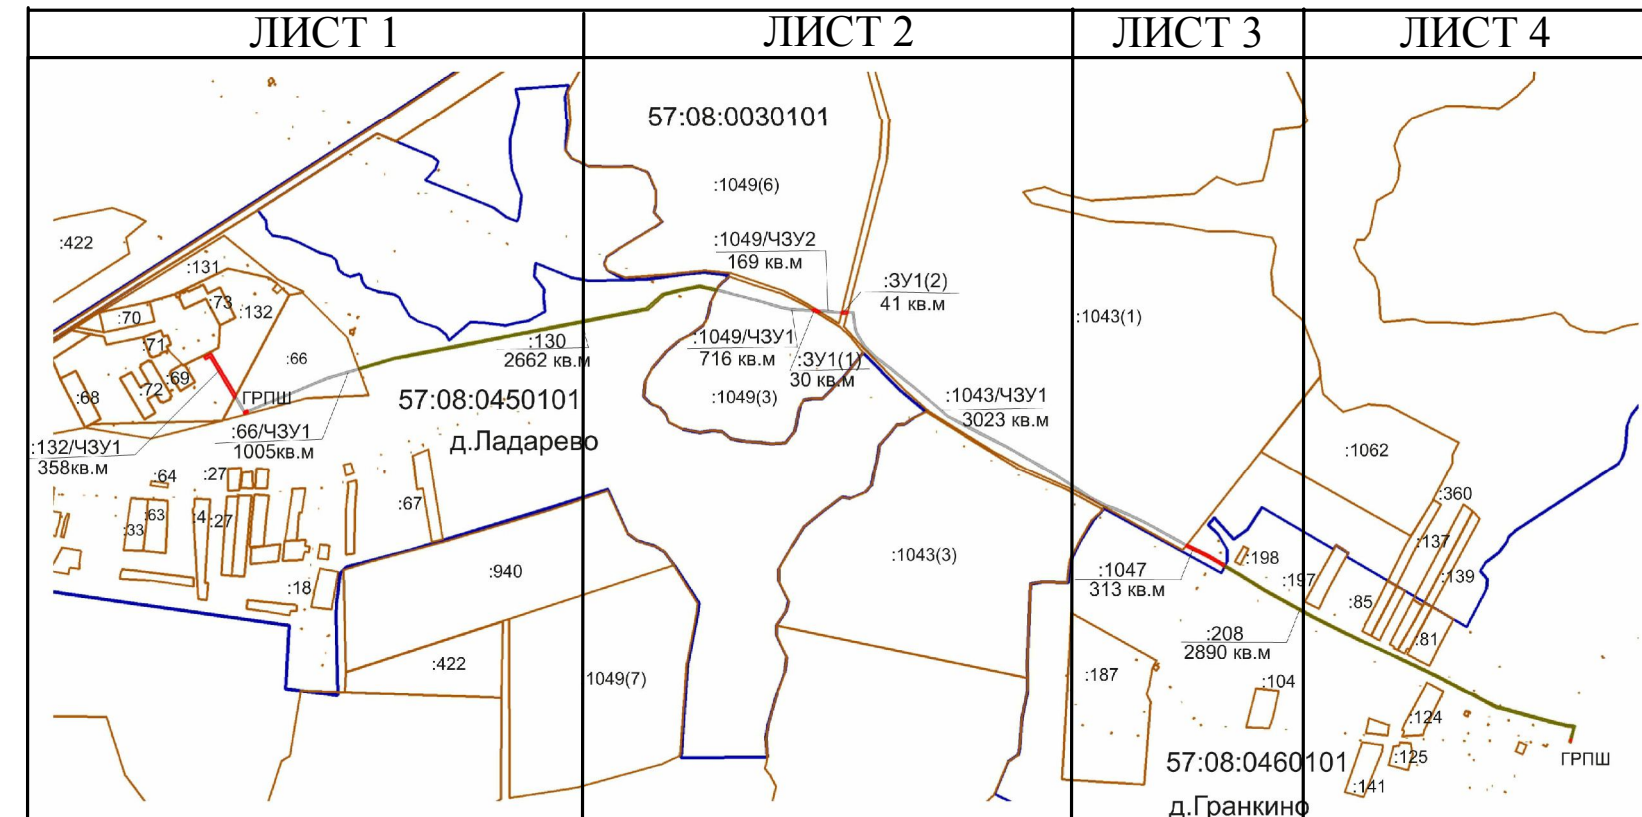 ЛИСТ 1
ЛИСТ 2
ЛИСТ 3
ЛИСТ 4
57:08:0030101
:1049(6)
:422
:1049/ЧЗУ2
169 кв.м
:131
:ЗУ1(2)
41 кв.м
:73
:132
:70
:1043(1)
:71
:130
2662 кв.м
:1049/ЧЗУ1
716 кв.м
:ЗУ1(1)
30 кв.м
:66
:69
:72
:68
ГРПШ
57:08:0450101
д.Ладарево
:1049(3)
:1043/ЧЗУ1
3023 кв.м
:132/ЧЗУ1
358кв.м
:66/ЧЗУ1
1005кв.м
:1062
:64
:27
:67
:360
:63
:33
:4
:27
:137
:1043(3)
:198
:940
:1047
313 кв.м
:197
:139
:18
:85
:208
2890 кв.м
:81
:422
1049(7)
:187
:104
:124
57:08:0460101
:125
ГРПШ
:141
д.Гранкино